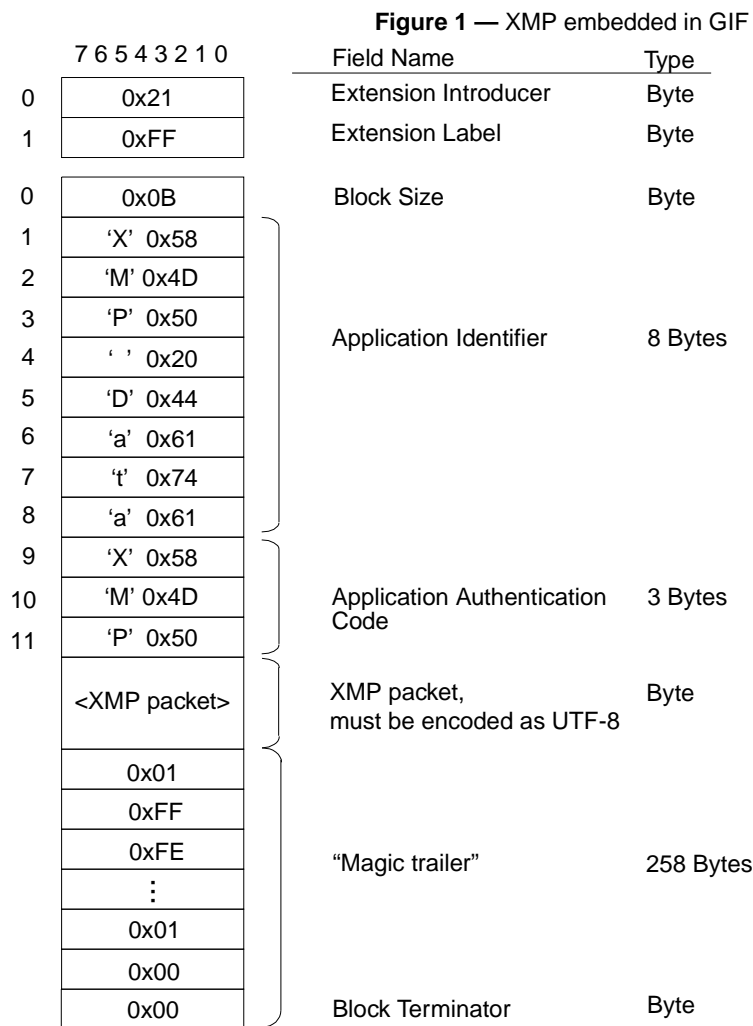 Figure 1 — XMP embedded in GIF
7 6 5 4 3 2 1 0 Field Name Type
0 0x21 Extension Introducer Byte
1 0xFF Extension Label Byte
0 0x0B Block Size Byte
1 ‘X’ 0x58
2 ‘M’ 0x4D
3 ‘P’ 0x50
Application Identifier 8 Bytes
4 ‘ ’ 0x20
5 ‘D’ 0x44
6 ‘a’ 0x61
7 ‘t’ 0x74
8 ‘a’ 0x61
9 ‘X’ 0x58
10 ‘M’ 0x4D Application Authentication 3 Bytes
Code
11 ‘P’ 0x50
<XMP packet> XMP packet, Byte
must be encoded as UTF-8
0x01
0xFF
0xFE “Magic trailer” 258 Bytes
⋮
0x01
0x00
0x00 Block Terminator Byte